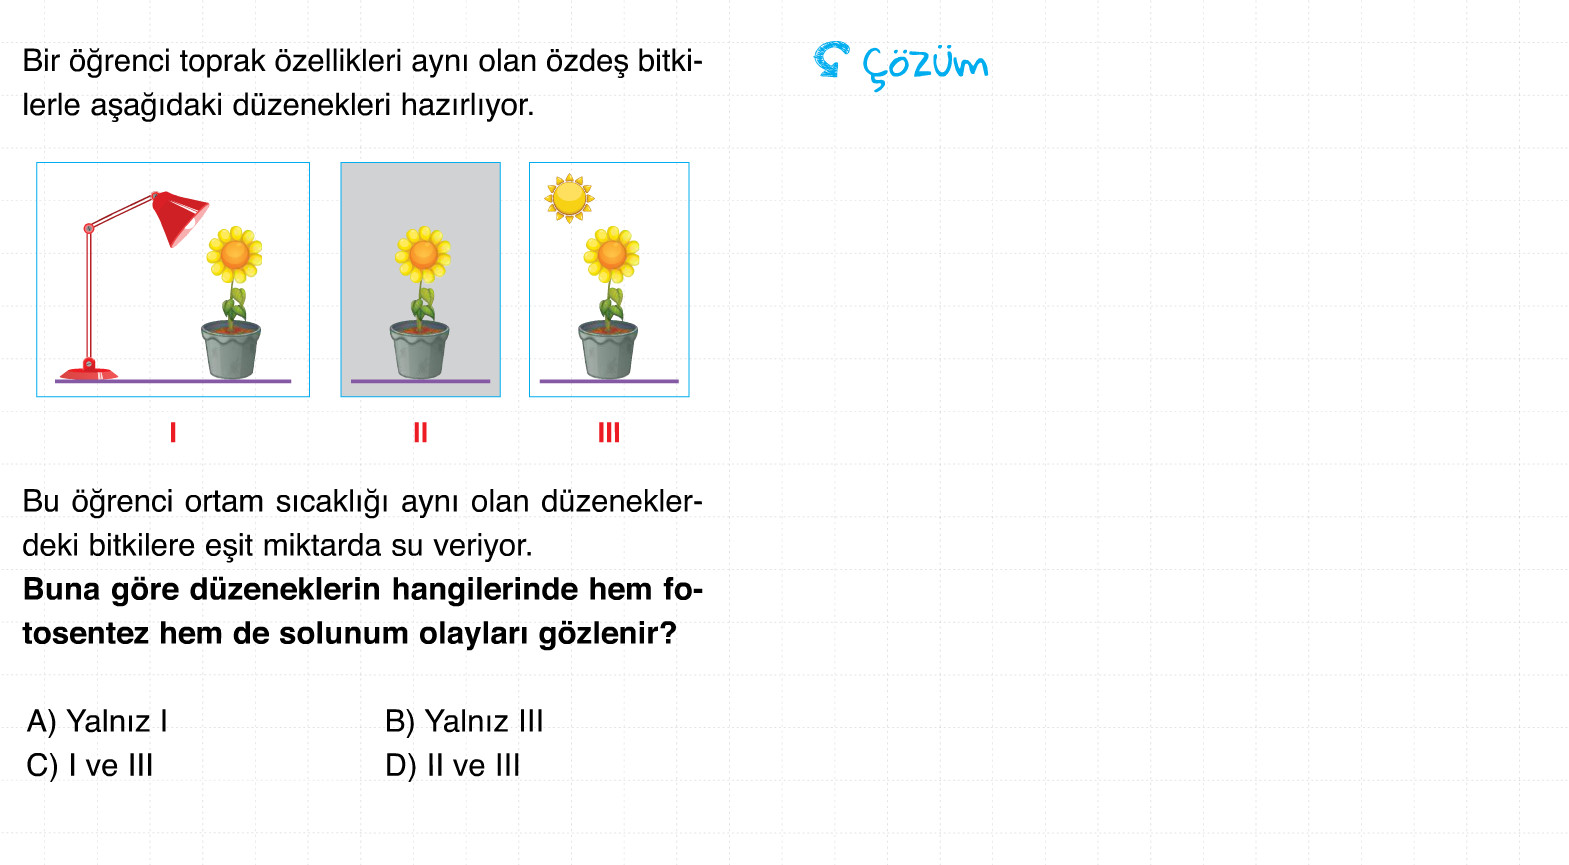 Bir öğrenci toprak özellikleri aynı olan özdeş bitki-
lerle aşağıdaki düzenekleri hazırlıyor.
I
II
III
Bu öğrenci ortam sıcaklığı aynı olan düzenekler-
deki bitkilere eşit miktarda su veriyor.
Buna göre düzeneklerin hangilerinde hem fo-
tosentez hem de solunum olayları gözlenir?
A) Yalnız I
B) Yalnız III
C) I ve III
D) II ve III
Çözüm